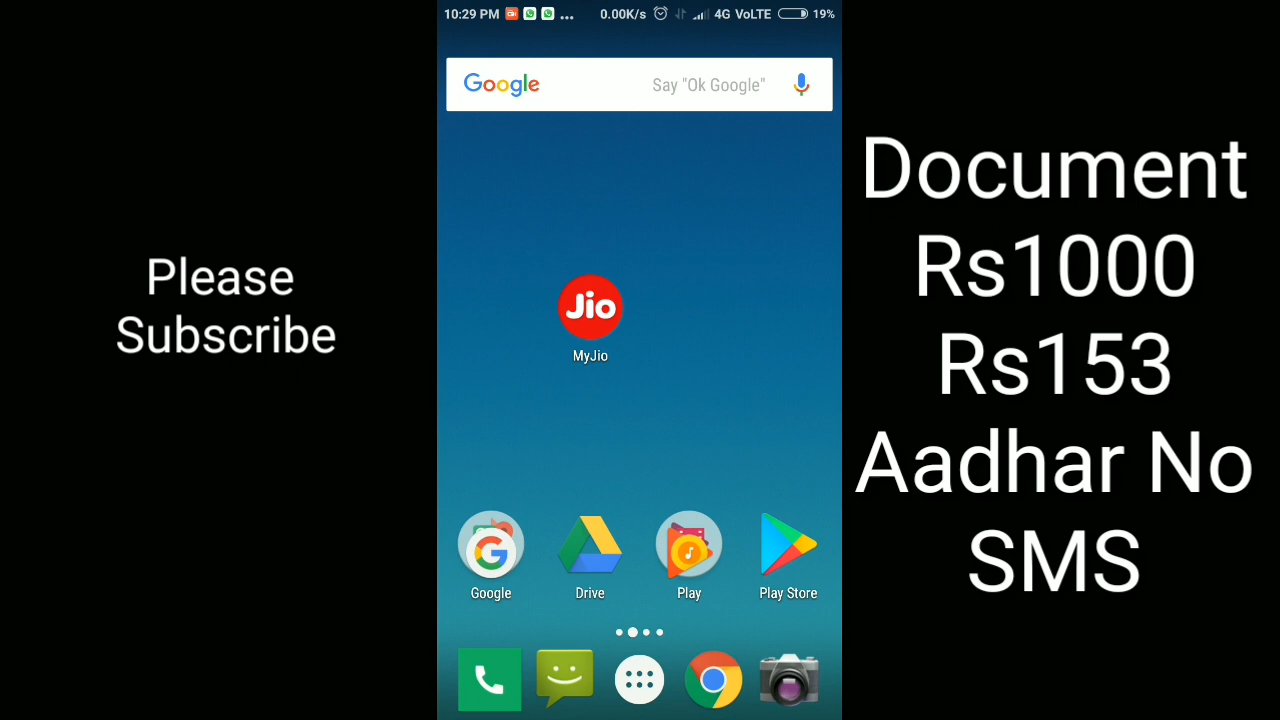 Please
Subscribe
10:29 PM ... 0.00K/s 4G VoLTE 19%
Google Say "Ok Google"
Jio
MyJio
Google Drive Play Play Store
Document
Rs1000
Rs153
Aadhar No
SMS